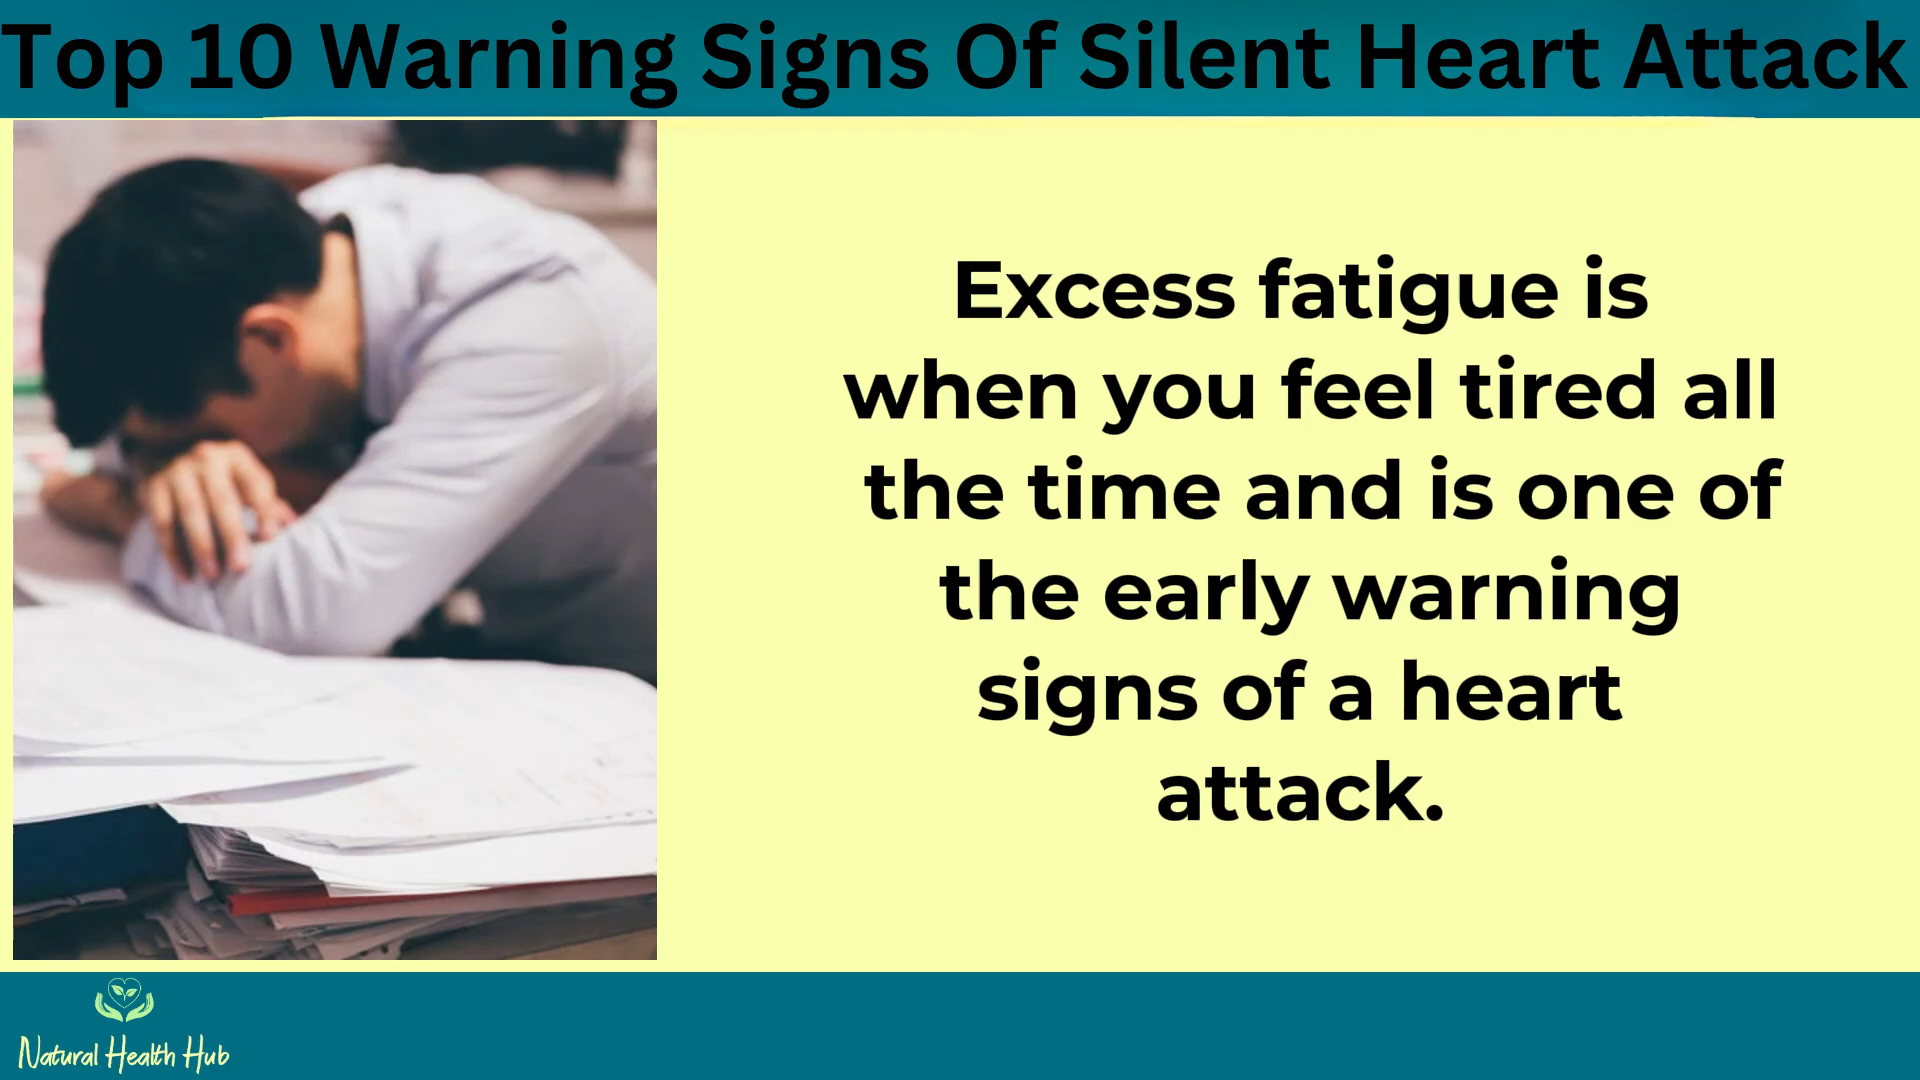 Top 10 Warning Signs Of Silent Heart Attack
Excess fatigue is
when you feel tired all
the time and is one of
the early warning
signs of a heart
attack.
Natural Health Hub